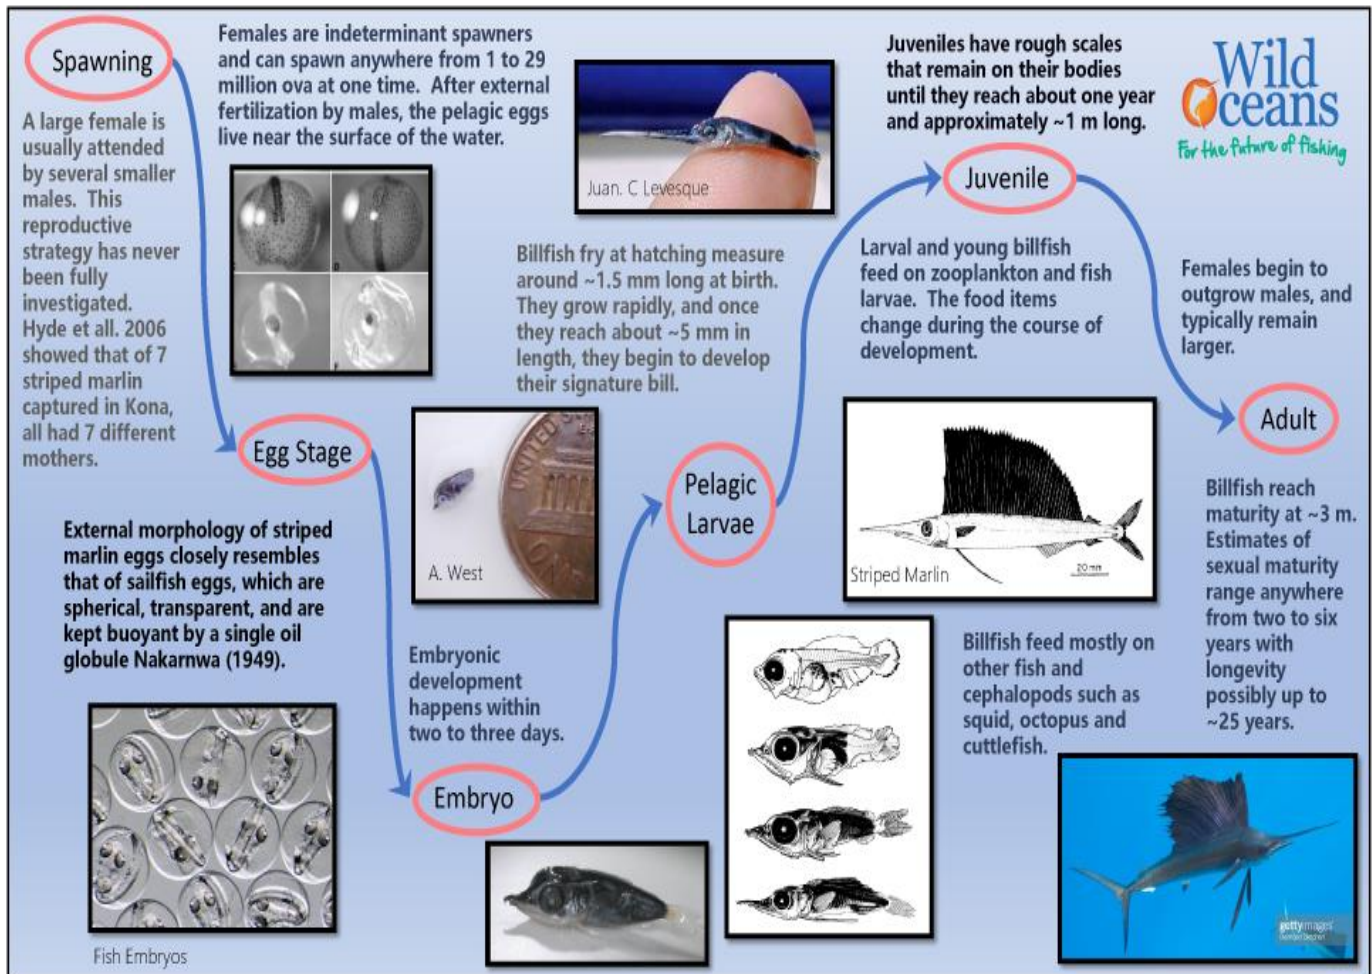 Spawning
A large female is
usually attended
by several smaller
males. This
reproductive
strategy has never
been fully
investigated.
Hyde et all. 2006
showed that of 7
striped marlin
captured in Kona,
all had 7 different
mothers.
Females are indeterminant spawners
and can spawn anywhere from 1 to 29
million ova at one time. After external
fertilization by males, the pelagic eggs
live near the surface of the water.
Egg Stage
External morphology of striped
marlin eggs closely resembles
that of sailfish eggs, which are
spherical, transparent, and are
kept buoyant by a single oil
globule Nakarnwa (1949).
Fish Embryos
UNITED
A. West
Embryonic
development
happens within
two to three days.
Embryo
Juan. C Levesque
Billfish fry at hatching measure
around ~1.5 mm long at birth.
They grow rapidly, and once
they reach about ~5 mm in
length, they begin to develop
their signature bill.
Pelagic
Larvae
Juveniles have rough scales
that remain on their bodies
until they reach about one year
and approximately ~1 m long.
Juvenile
Larval and young billfish
feed on zooplankton and fish
larvae. The food items
change during the course of
development.
Striped Marlin
20 mm
Billfish feed mostly on
other fish and
cephalopods such as
squid, octopus and
cuttlefish.
Wild
Oceans
For the future of fishing
Females begin to
outgrow males, and
typically remain
larger.
Adult
Billfish reach
maturity at ~3 m.
Estimates of
sexual maturity
range anywhere
from two to six
years with
longevity
possibly up to
~25 years.
gettyimages